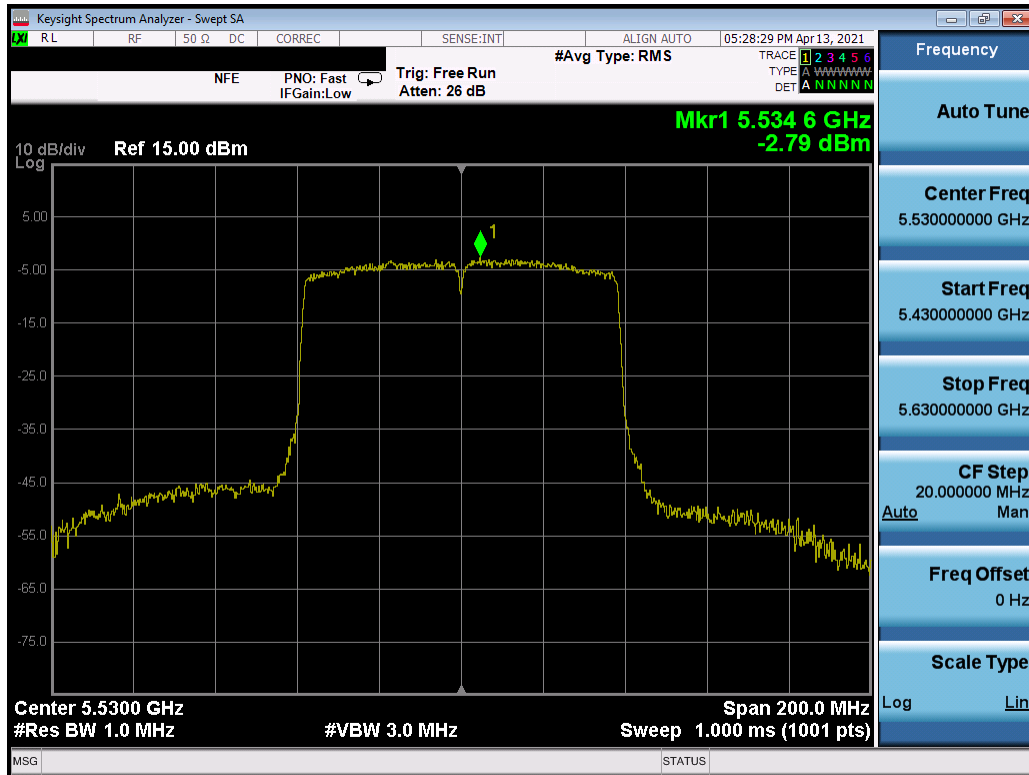 Keysight Spectrum Analyzer - Swept SA
LXI RL RF 50 Ω DC CORREC SENSE:INT ALIGN AUTO 05:28:29 PM Apr 13, 2021
NFE PNO: Fast IFGain:Low Trig: Free Run Atten: 26 dB #Avg Type: RMS
TRACE 1 2 3 4 5 6
TYPE A WWWWWW
DET A N N N N N
Mkr1 5.534 6 GHz
-2.79 dBm
10 dB/div Ref 15.00 dBm
Log
5.00
-5.00
-15.0
-25.0
-35.0
-45.0
-55.0
-65.0
-75.0
1
Center 5.5300 GHz Span 200.0 MHz
#Res BW 1.0 MHz #VBW 3.0 MHz Sweep 1.000 ms (1001 pts)
MSG STATUS
Frequency
Auto Tune
Center Freq
5.530000000 GHz
Start Freq
5.430000000 GHz
Stop Freq
5.630000000 GHz
CF Step
20.000000 MHz
Auto Man
Freq Offset
0 Hz
Scale Type
Log Lin